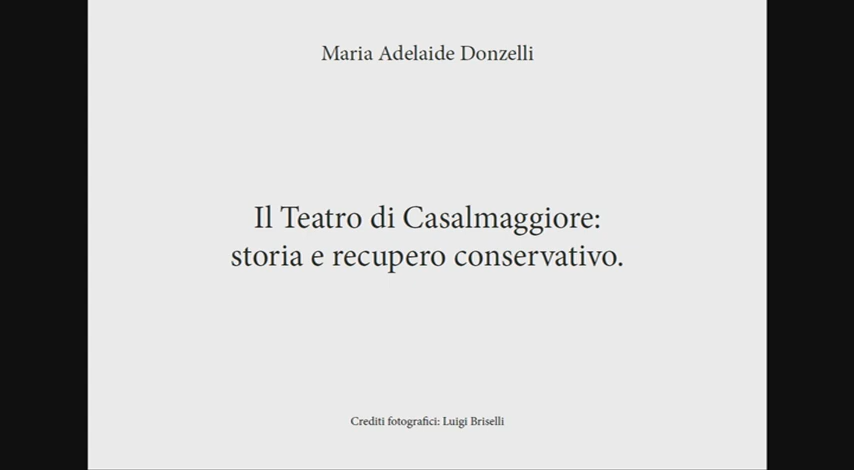 Maria Adelaide Donzelli
Il Teatro di Casalmaggiore:
storia e recupero conservativo.
Crediti fotografici: Luigi Briselli